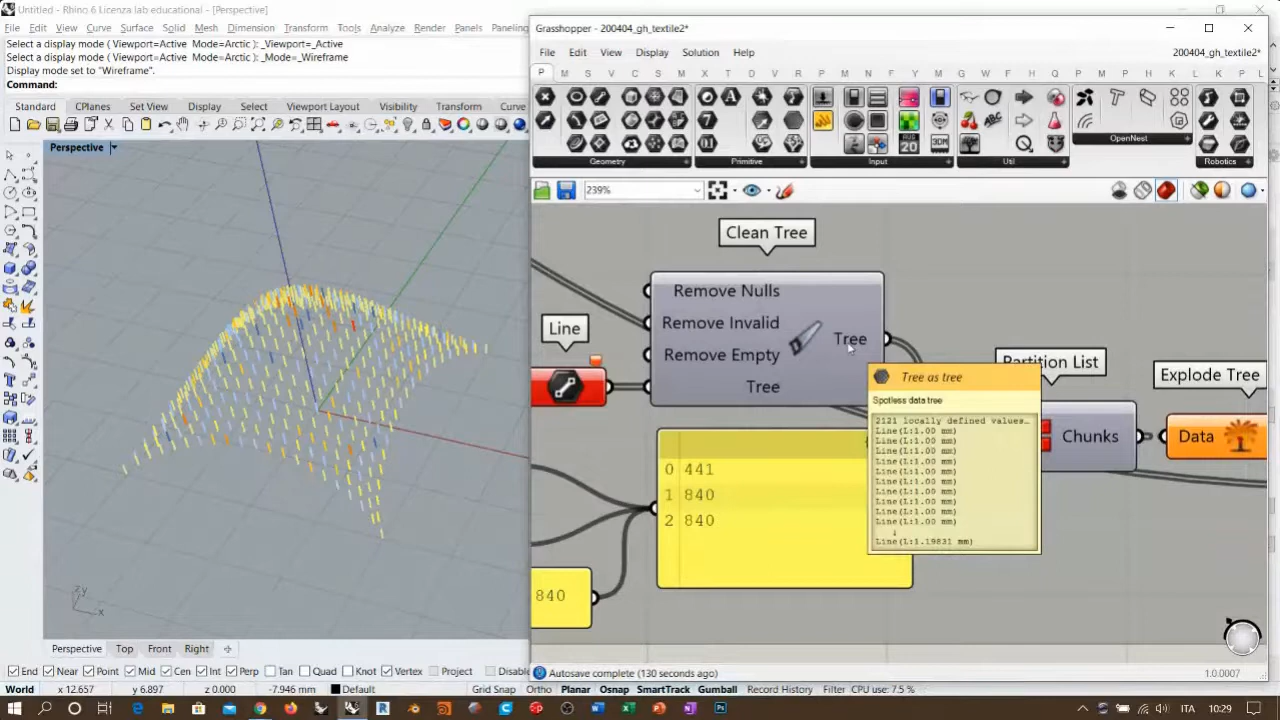 Untitled - Rhino 6 Licenza lab educational - [Perspective]
File Edit View Curve Surface Solid Mesh Dimension Transform Tools Analyze Render Panels
Select a display mode ( Viewport=Active Mode=Arctic ): _Viewport=_Active
Select a display mode ( Viewport=Active Mode=Arctic ): _Mode=_Wireframe
Display mode set to "Wireframe".
Command:
Standard CPlanes Set View Display Select Viewport Layout Visibility Transform Curve
Perspective
z y
x
Perspective Top Front Right
End Near Point Mid Cen Int Perp Tan Quad Knot Vertex Project Disable
World x 12.657 y 6.897 z 0.000 -7.946 mm Default Grid Snap Ortho Planar Osnap SmartTrack Gumball Record History Filter CPU use: 7.5 %
Grasshopper - 200404_gh_textile2*
File Edit View Display Solution Help 200404_gh_textile2*
P M S V C S M X T D W R P M N F Y M G W T H C P M P K A P L
Geometry Primitive Input Util OpenNest Robotics
239%
Clean Tree
Remove Nulls
Remove Invalid
Remove Empty
Tree
Tree
Line
Partition List
Chunks
Explode Tree
Data
Tree as tree
Spotless data tree
2121 locally defined values...
Line(L:1.00 mm)
Line(L:1.00 mm)
Line(L:1.00 mm)
Line(L:1.00 mm)
Line(L:1.00 mm)
Line(L:1.00 mm)
Line(L:1.00 mm)
Line(L:1.00 mm)
Line(L:1.00 mm)
Line(L:1.00 mm)
Line(L:1.19831 mm)
0 441
1 840
2 840
840
Autosave complete (130 seconds ago)
1.0.0007
ITA 10:29